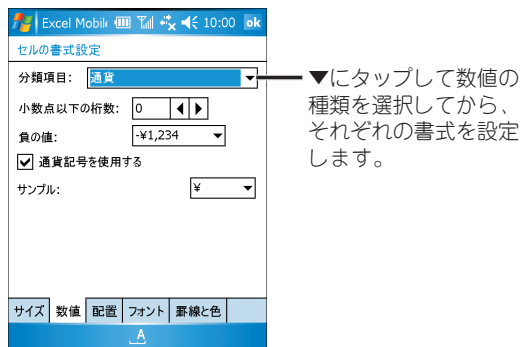 Excel Mobile 10:00 ok
セルの書式設定
分類項目: 通貨
小数点以下の桁数: 0
負の値: -¥1,234
通貨記号を使用する
サンプル: ¥
サイズ 数値 配置 フォント 罫線と色
A
▼にタップして数値の
種類を選択してから、
それぞれの書式を設定
します。